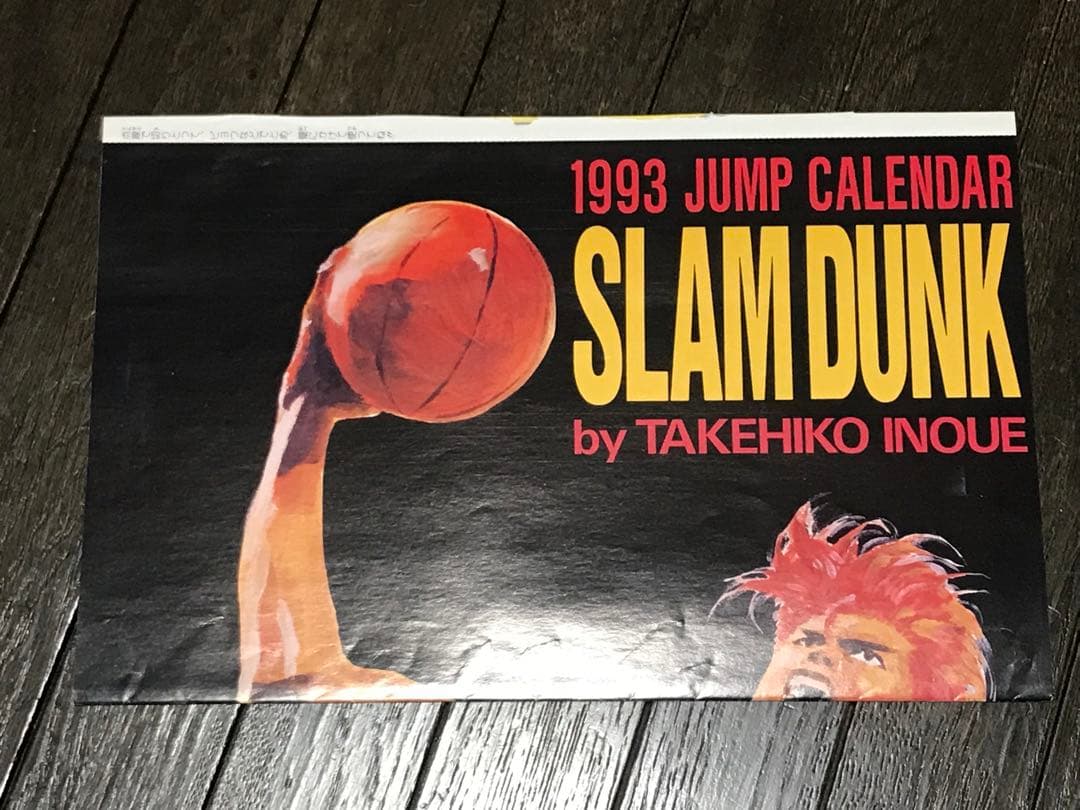 1993 JUMP CALENDAR
SLAM DUNK
by TAKEHIKO INOUE